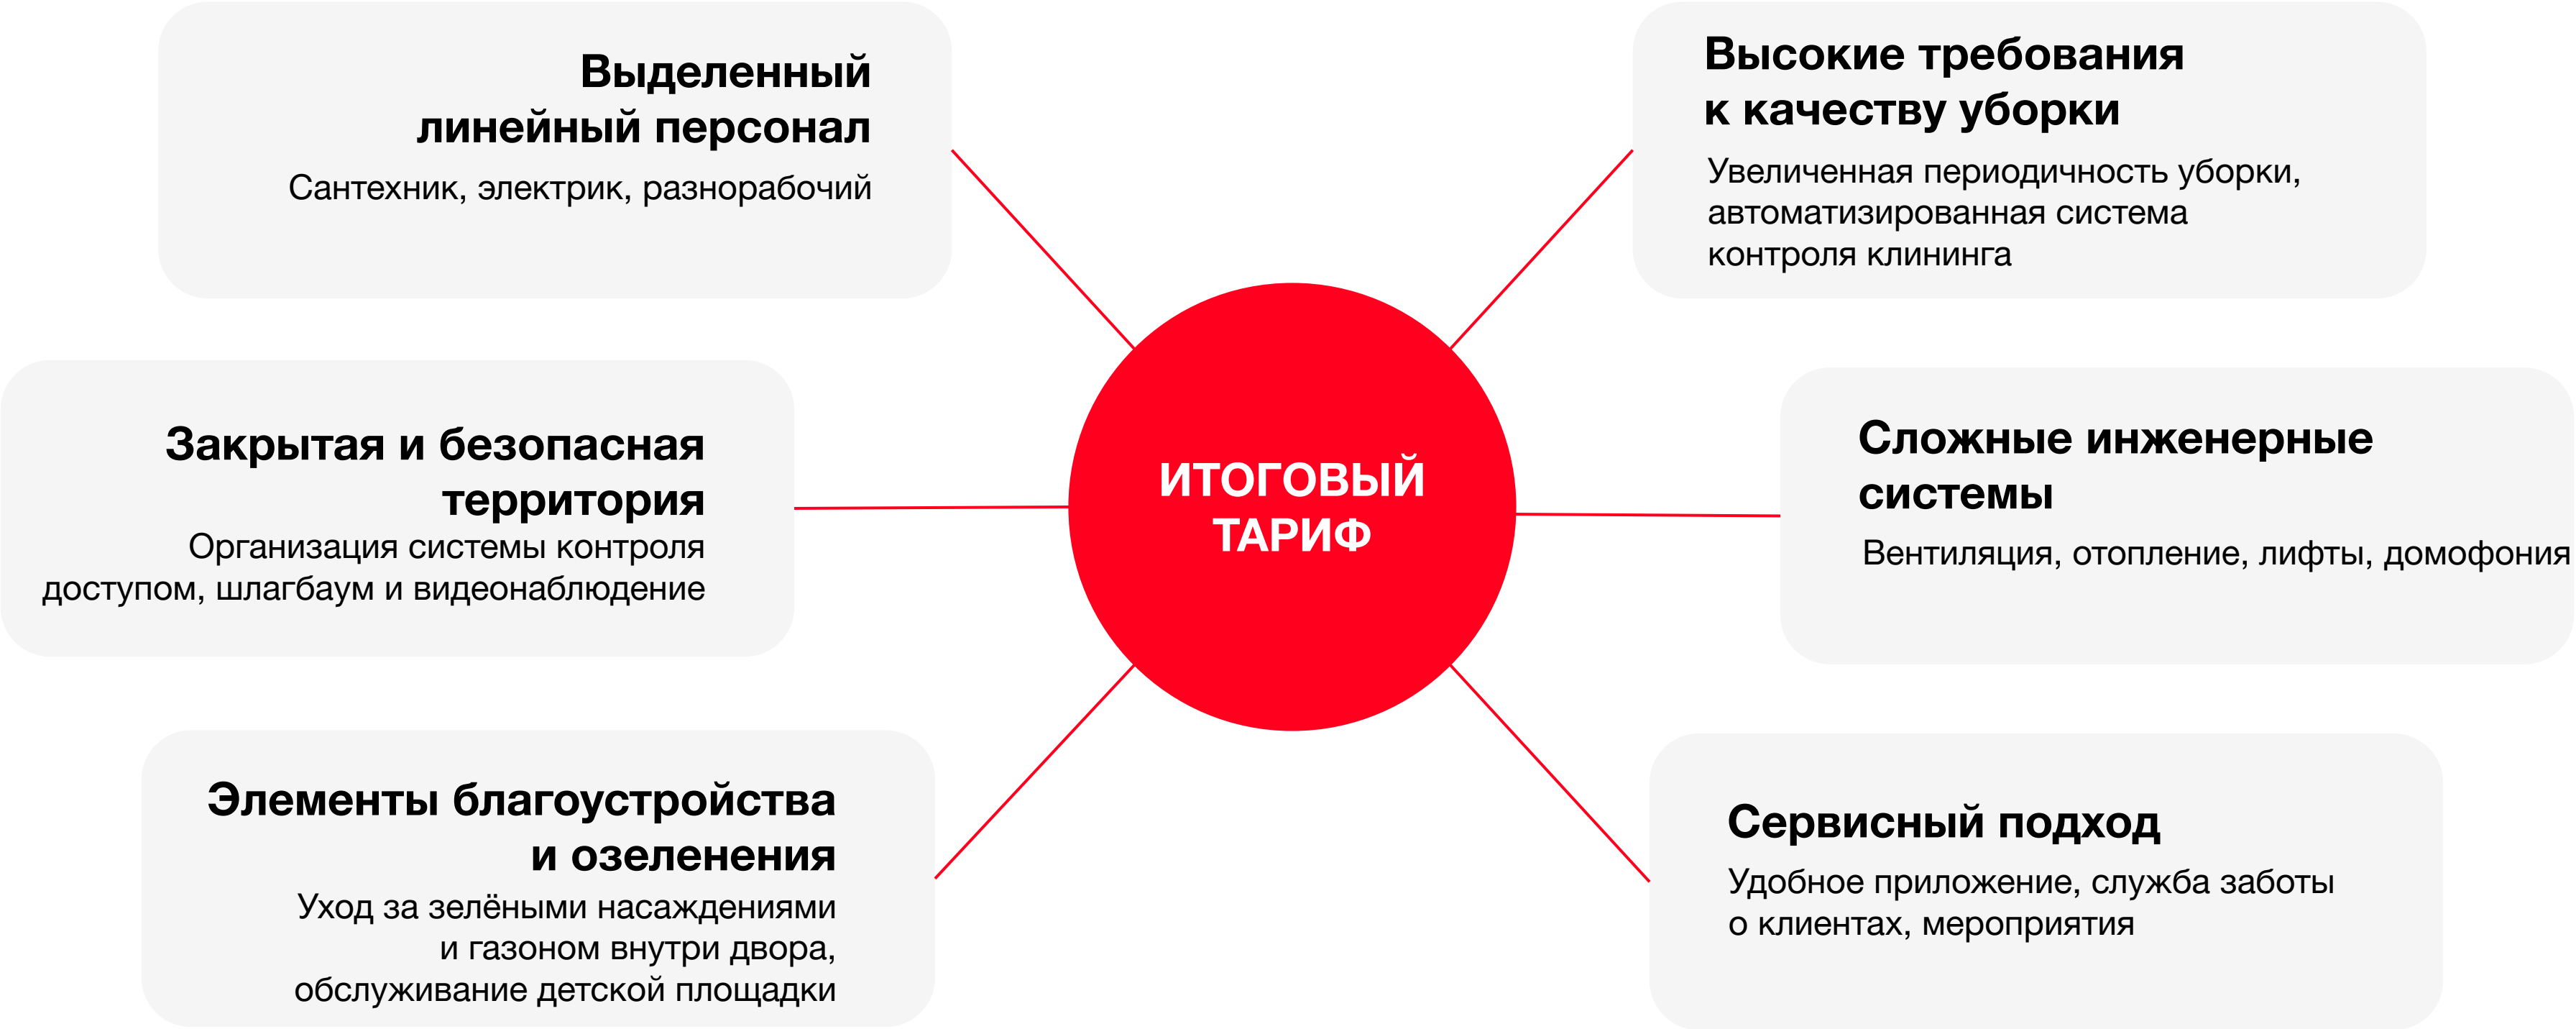 Выделенный
линейный персонал
Сантехник, электрик, разнорабочий
Высокие требования
к качеству уборки
Увеличенная периодичность уборки,
автоматизированная система
контроля клининга
Закрытая и безопасная
территория
Организация системы контроля
доступом, шлагбаум и видеонаблюдение
ИТОГОВЫЙ
ТАРИФ
Сложные инженерные
системы
Вентиляция, отопление, лифты, домофония
Элементы благоустройства
и озеленения
Уход за зелёными насаждениями
и газоном внутри двора,
обслуживание детской площадки
Сервисный подход
Удобное приложение, служба заботы
о клиентах, мероприятия